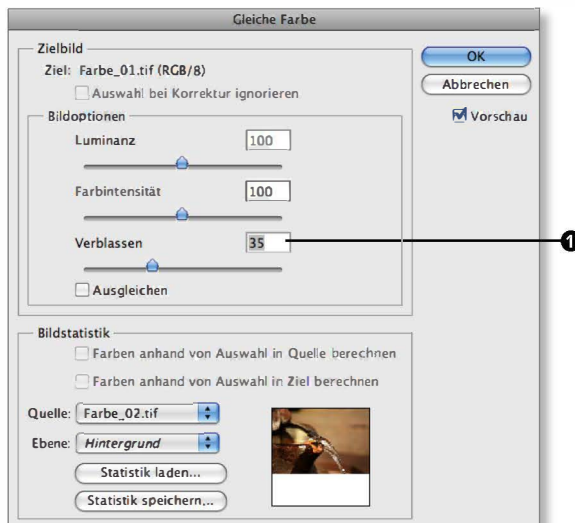 Gleiche Farbe
Zielbild
Ziel: Farbe_01.tif (RGB/8)
Auswahl bei Korrektur ignorieren
Bildoptionen
Luminanz 100
Farbintensität 100
Verblassen 35
1
Ausgleichen
OK
Abbrechen
Vorschau
Bildstatistik
Farben anhand von Auswahl in Quelle berechnen
Farben anhand von Auswahl in Ziel berechnen
Quelle: Farbe_02.tif
Ebene: Hintergrund
Statistik laden...
Statistik speichern...